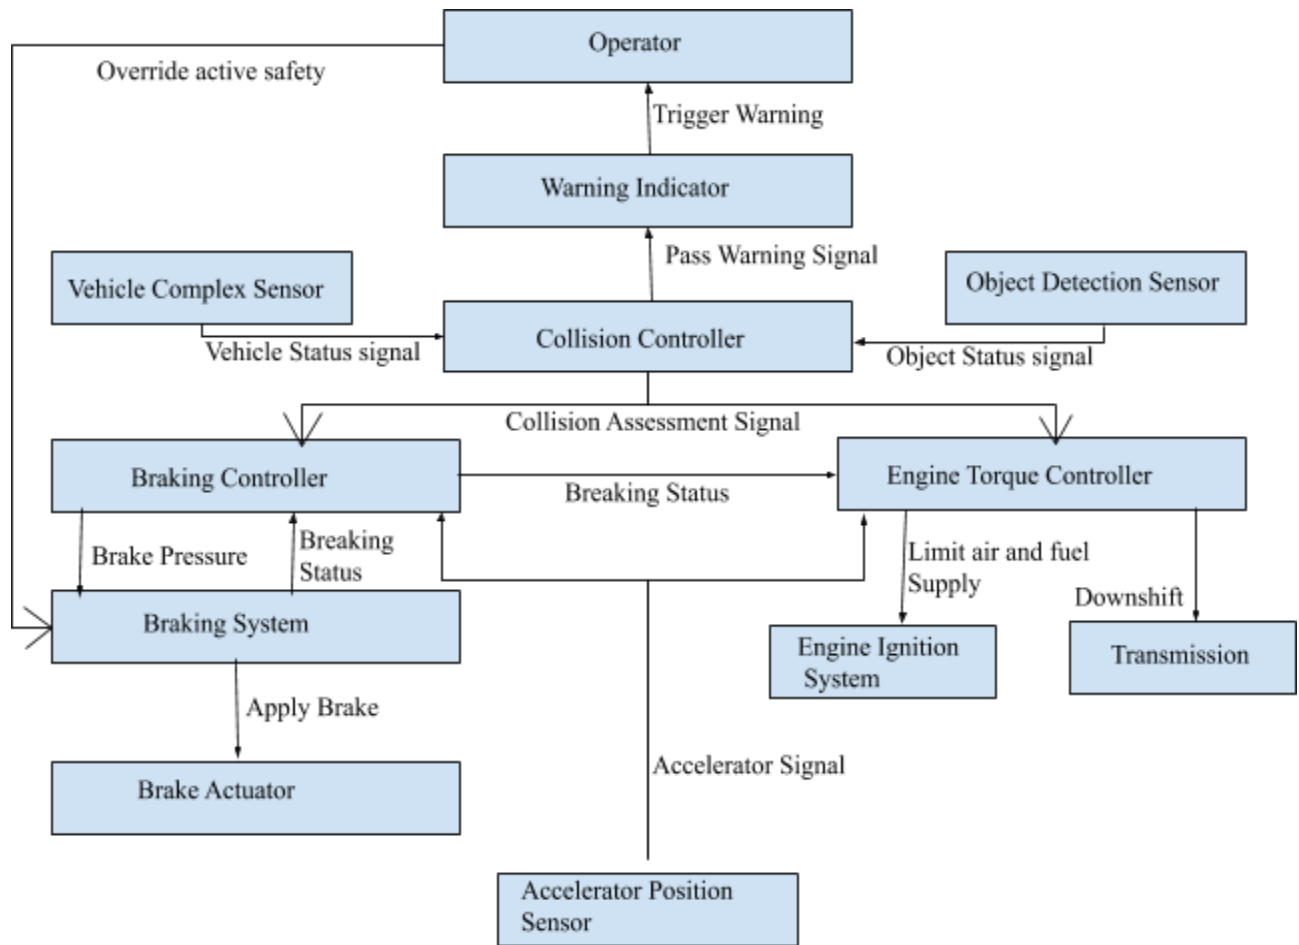 Operator
Override active safety
Trigger Warning
Warning Indicator
Pass Warning Signal
Vehicle Complex Sensor
Object Detection Sensor
Collision Controller
Vehicle Status signal
Object Status signal
Collision Assessment Signal
Braking Controller
Engine Torque Controller
Breaking Status
Brake Pressure
Breaking
Status
Limit air and fuel
Supply
Downshift
Braking System
Engine Ignition
System
Transmission
Apply Brake
Brake Actuator
Accelerator Signal
Accelerator Position
Sensor